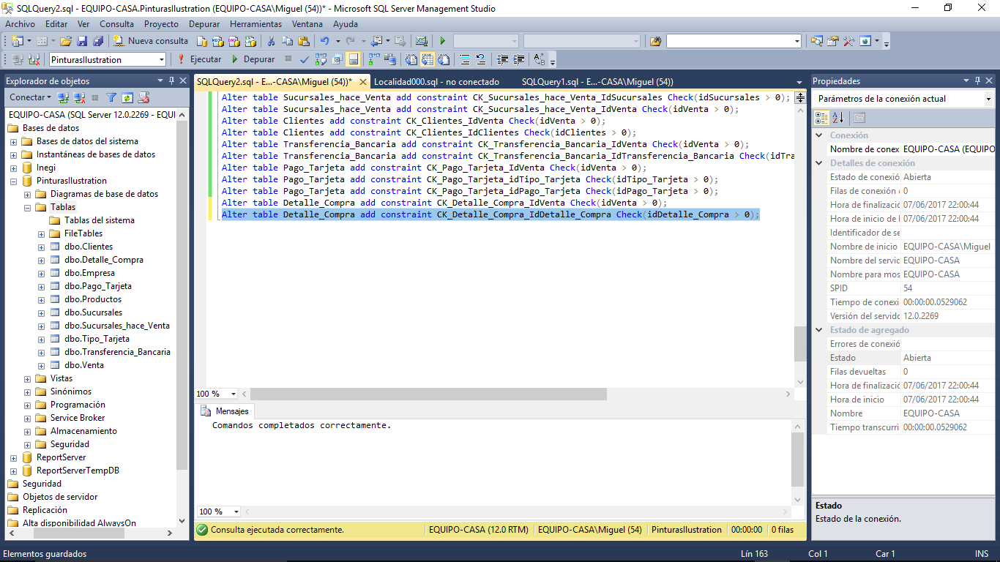 SQLQuery2.sql - EQUIPO-CASA.PinturasIlustration (EQUIPO-CASA\Miguel (54))* - Microsoft SQL Server Management Studio
Archivo Editar Ver Consulta Proyecto Depurar Herramientas Ventana Ayuda
Nueva consulta
PinturasIlustration Ejecutar Depurar
Explorador de objetos
Conectar
EQUIPO-CASA (SQL Server 12.0.2269 - EQUI
Bases de datos
Bases de datos del sistema
Instantáneas de bases de datos
Inegi
PinturasIlustration
Diagramas de base de datos
Tablas
Tablas del sistema
FileTables
dbo.Clientes
dbo.Detalle_Compra
dbo.Empresa
dbo.Pago_Tarjeta
dbo.Productos
dbo.Sucursales
dbo.Sucursales_hace_Venta
dbo.Tipo_Tarjeta
dbo.Transferencia_Bancaria
dbo.Venta
Vistas
Sinónimos
Programación
Service Broker
Almacenamiento
Seguridad
ReportServer
ReportServerTempDB
Seguridad
Objetos de servidor
Replicación
Alta disponibilidad AlwaysOn
SQLQuery2.sql - E...-CASA\Miguel (54))* Localidad000.sql - no conectado SQLQuery1.sql - E...-CASA\Miguel (54))
Alter table Sucursales_hace_Venta add constraint CK_Sucursales_hace_Venta_IdSucursales Check(idSucursales > 0);
Alter table Sucursales_hace_Venta add constraint CK_Sucursales_hace_Venta_IdVenta Check(idVenta > 0);
Alter table Clietes add constraint CK_Clientes_IdVenta Check(idVenta > 0);
Alter table Clientes add constraint CK_Clientes_IdClientes Check(idClientes > 0);
Alter table Transferencia_Bancaria add constraint CK_Transferencia_Bancaria_IdVenta Check(idVenta > 0);
Alter table Transferencia_Bancaria add constraint CK_Transferencia_Bancaria_IdTransferencia_Bancaria Check(idTra
Alter table Pago_Tarjeta add constraint CK_Pago_Tarjeta_IdVenta Check(idVenta > 0);
Alter table Pago_Tarjeta add constraint CK_Pago_Tarjeta_idTipo_Tarjeta Check(idTipo_Tarjeta > 0);
Alter table Pago_Tarjeta add constraint CK_Pago_Tarjeta_idPago_Tarjeta Check(idPago_Tarjeta > 0);
Alter table Detalle_Compra add constraint CK_Detalle_Compra_IdVenta Check(idVenta > 0);
Alter table Detalle_Compra add constraint CK_Detalle_Compra_IdDetalle_Compra Check(idDetalle_Compra > 0);
100 %
Mensajes
Comandos completados correctamente.
100 %
Consulta ejecutada correctamente. EQUIPO-CASA (12.0 RTM) EQUIPO-CASA\Miguel (54) PinturasIlustration 00:00:00 0 filas
Propiedades
Parámetros de la conexión actual
Conexión
Nombre de conex EQUIPO-CASA (EQUIPO
Detalles de conexión
Estado de conexió Abierta
Filas de conexión 0
Hora de finalizació 07/06/2017 22:00:44
Hora de inicio de l 07/06/2017 22:00:44
Identificador de se
Nombre de inicio EQUIPO-CASA\Miguel
Nombre del servid EQUIPO-CASA
Nombre para mos EQUIPO-CASA
SPID 54
Tiempo de conexi 00:00:00.0529062
Versión del servido 12.0.2269
Estado de agregado
Errores de conexió
Estado Abierta
Filas devueltas 0
Hora de finalizació 07/06/2017 22:00:44
Hora de inicio 07/06/2017 22:00:44
Nombre EQUIPO-CASA
Tiempo transcurri 00:00:00.0529062
Estado
Estado de la conexión.
Elementos guardados Lín 163 Col 1 Car 1 INS